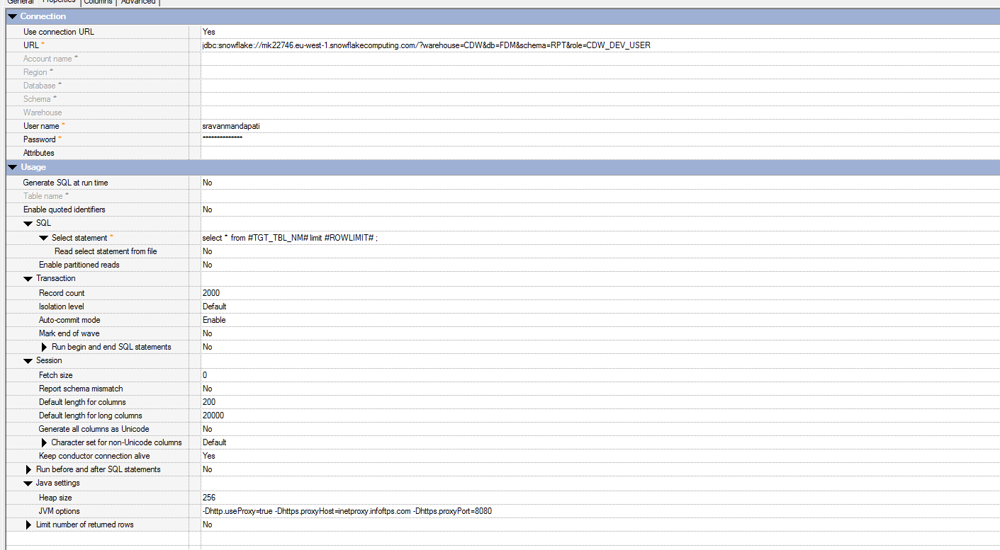 General Properties Columns Advanced
Connection
Use connection URL Yes
URL * jdbc:snowflake://mk22746.eu-west-1.snowflakecomputing.com/?warehouse=CDW&db=FDM&schema=RPT&role=CDW_DEV_USER
Account name *
Region *
Database *
Schema *
Warehouse
User name * sravanmandapati
Password * **************
Attributes
Usage
Generate SQL at run time No
Table name *
Enable quoted identifiers No
SQL
Select statement * select * from #TGT_TBL_NM# limit #ROWLIMIT# ;
Read select statement from file No
Enable partitioned reads No
Transaction
Record count 2000
Isolation level Default
Auto-commit mode Enable
Mark end of wave No
Run begin and end SQL statements No
Session
Fetch size 0
Report schema mismatch No
Default length for columns 200
Default length for long columns 20000
Generate all columns as Unicode No
Character set for non-Unicode columns Default
Keep conductor connection alive Yes
Run before and after SQL statements No
Java settings
Heap size 256
JVM options -Dhttp.useProxy=true -Dhttps.proxyHost=inetproxy.infoftps.com -Dhttps.proxyPort=8080
Limit number of returned rows No